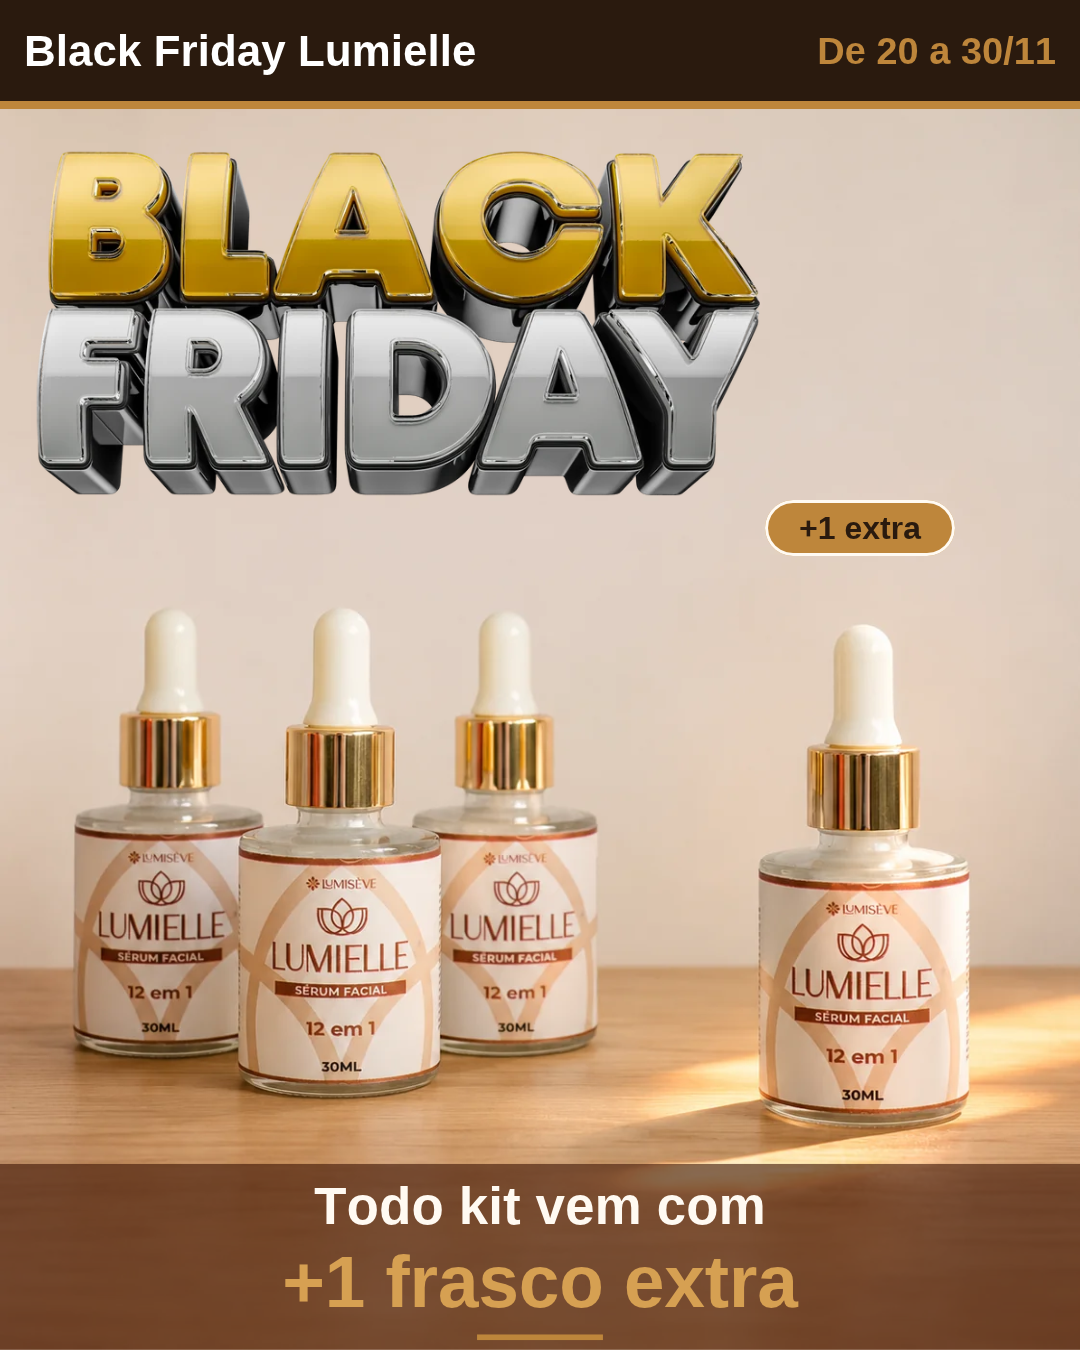 Black Friday Lumielle
De 20 a 30/11
BLACK
FRIDAY
+1 extra
LUMISÈVE
LUMIELLE
SÉRUM FACIAL
12 em 1
30ML
LUMISÈVE
LUMIELLE
SÉRUM FACIAL
12 em 1
30ML
LUMISÈVE
LUMIELLE
SÉRUM FACIAL
12 em 1
30ML
LUMISÈVE
LUMIELLE
SÉRUM FACIAL
12 em 1
30ML
Todo kit vem com
+1 frasco extra